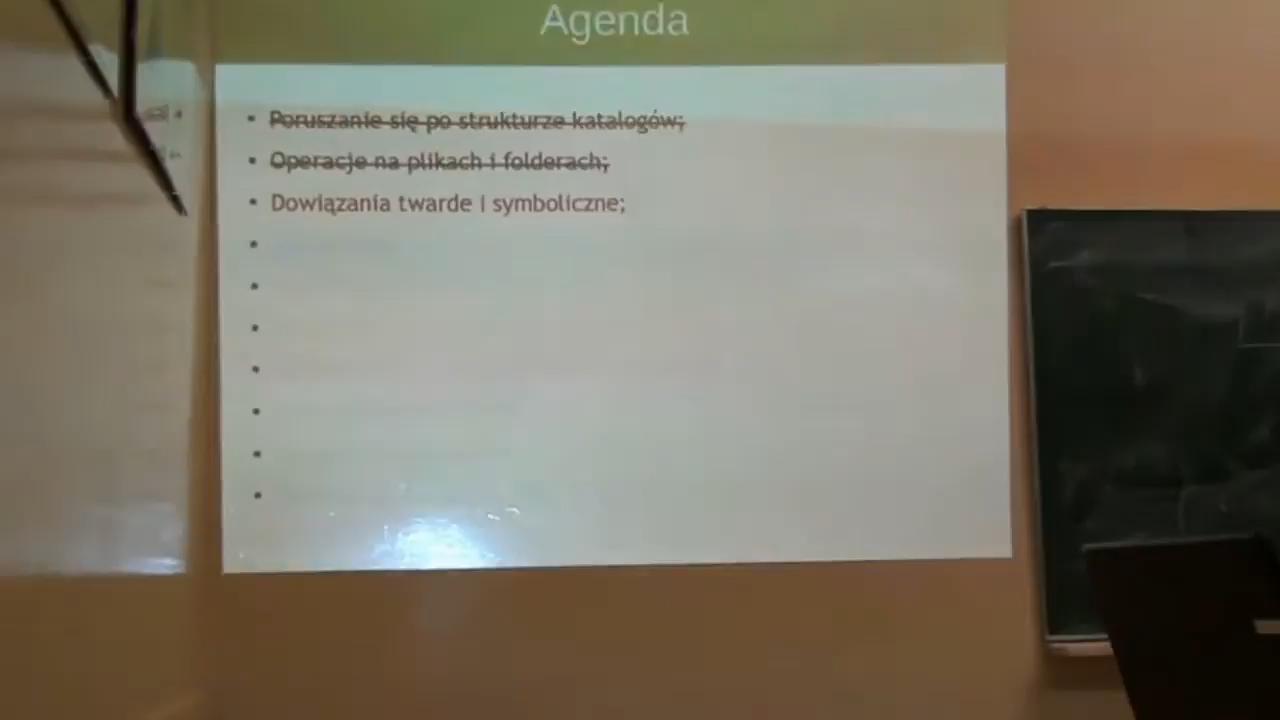 Agenda
• Poruszanie się po strukturze katalogów;
• Operacje na plikach i folderach;
• Dowiązania twarde i symboliczne;
•
•
•
•
•
•
•